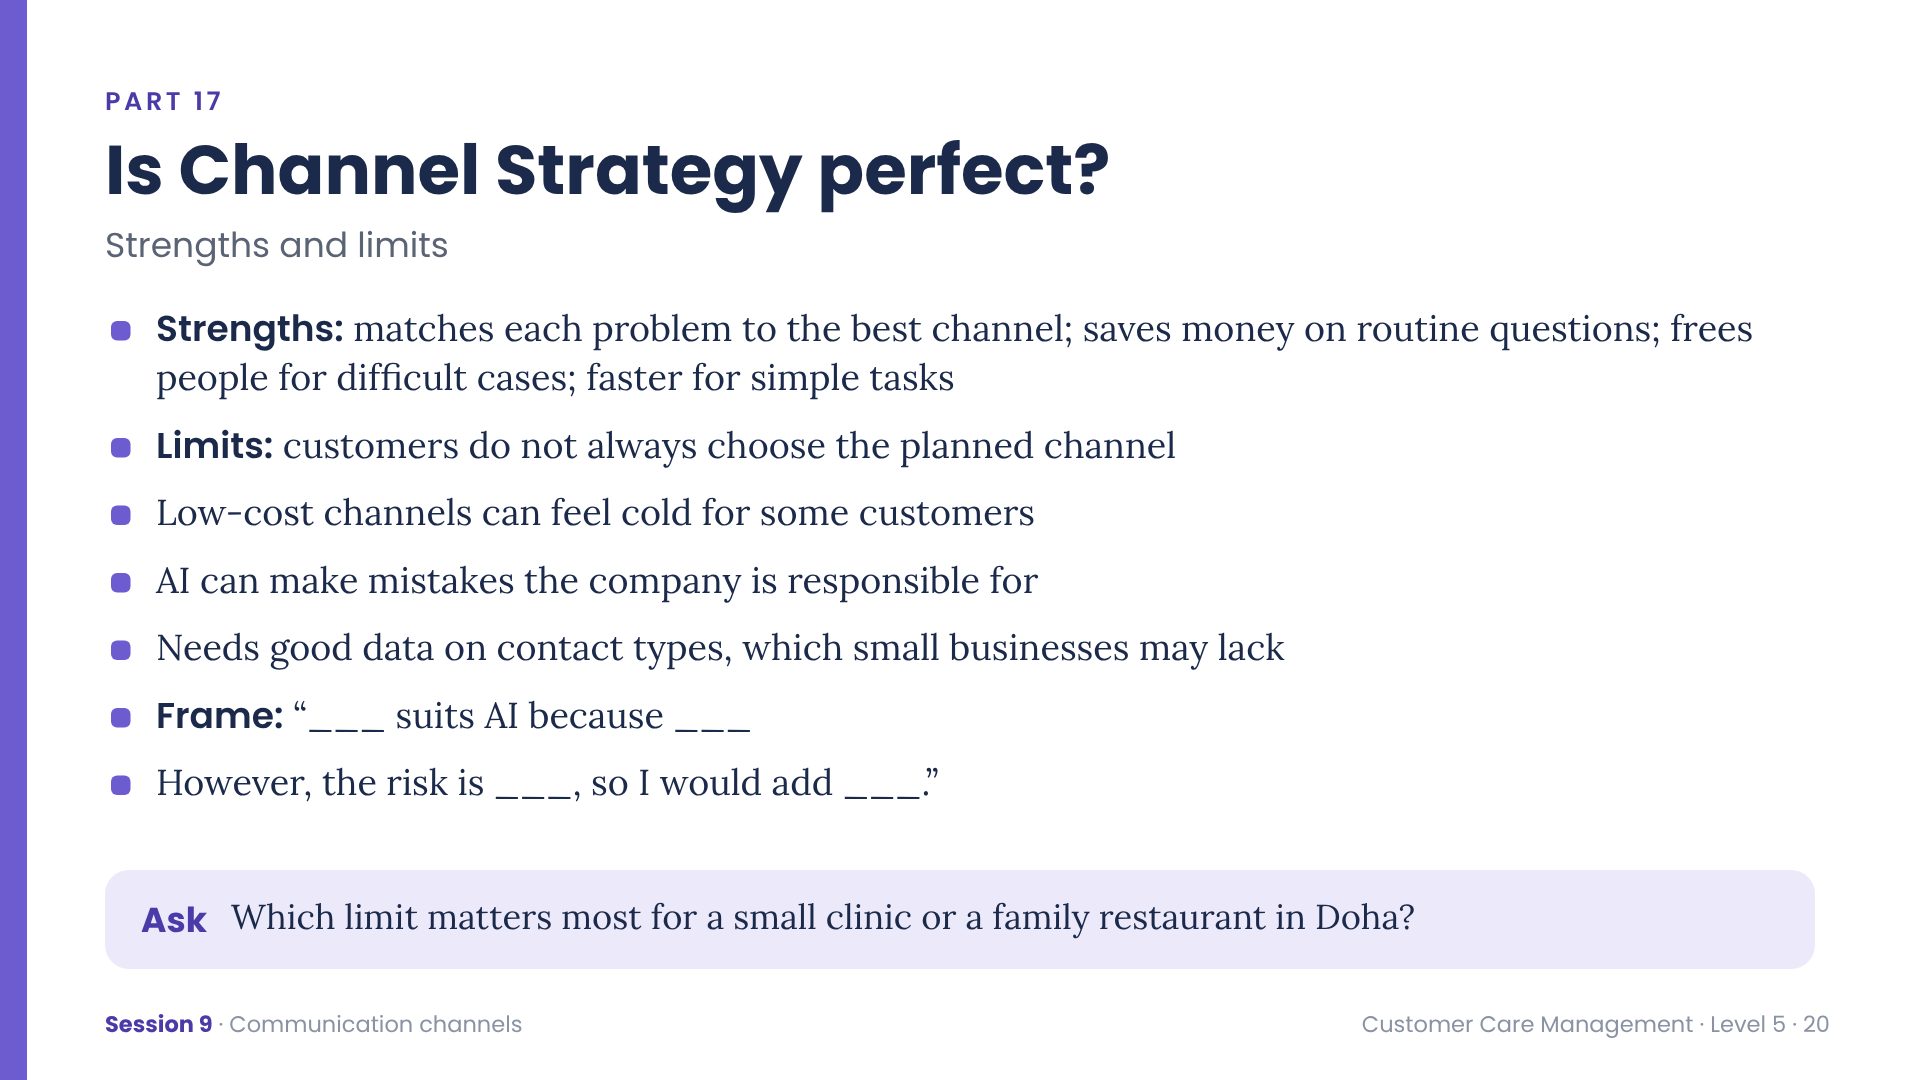 PART 17
Is Channel Strategy perfect?
Strengths and limits
Strengths: matches each problem to the best channel; saves money on routine questions; frees
people for difficult cases; faster for simple tasks
Limits: customers do not always choose the planned channel
Low-cost channels can feel cold for some customers
AI can make mistakes the company is responsible for
Needs good data on contact types, which small businesses may lack
Frame: “___ suits AI because ___
However, the risk is ___, so I would add ___.”
Ask Which limit matters most for a small clinic or a family restaurant in Doha?
Session 9 · Communication channels
Customer Care Management · Level 5 · 20